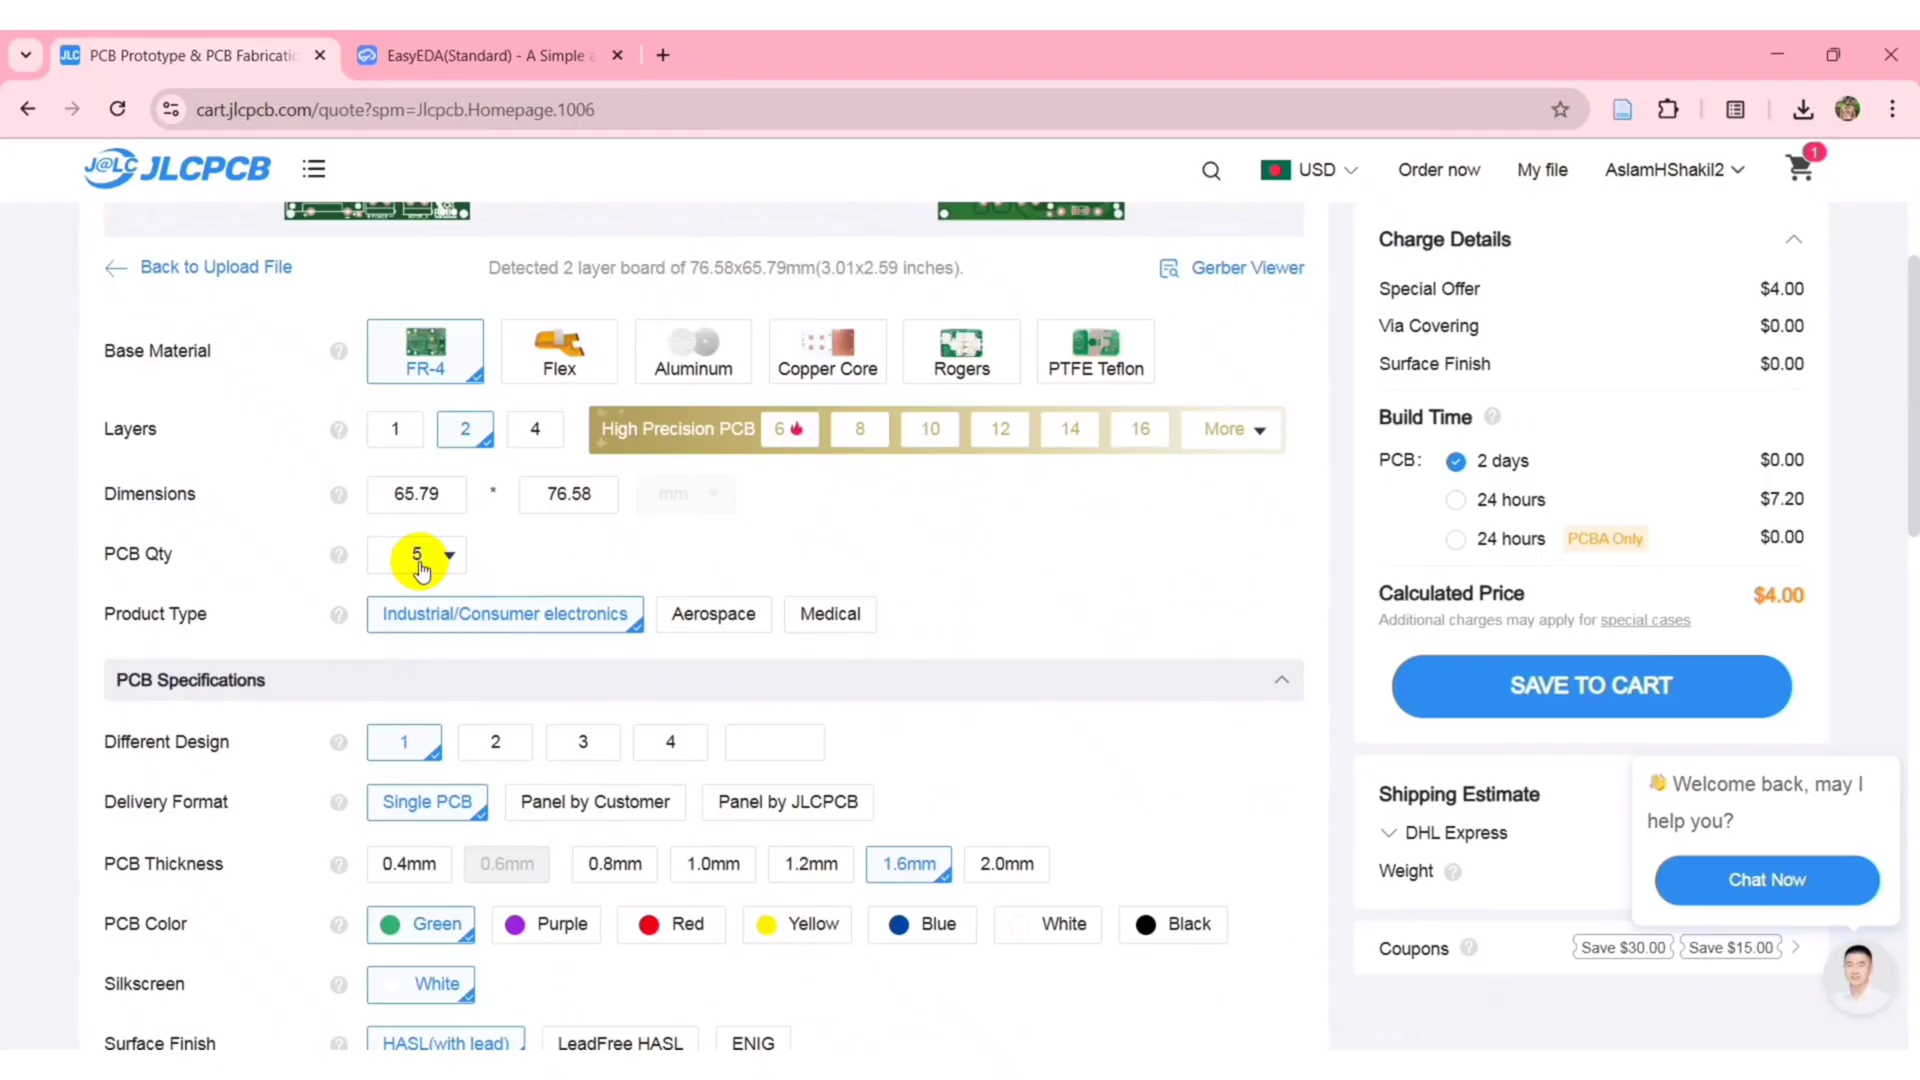 PCB Prototype & PCB Fabricatio
EasyEDA(Standard) - A Simple a
cart.jlcpcb.com/quote?spm=Jlcpcb.Homepage.1006
J@LC JLCPCB
USD
Order now
My file
AslamHShakil2
1
Back to Upload File
Detected 2 layer board of 76.58x65.79mm(3.01x2.59 inches).
Gerber Viewer
Base Material
FR-4
Flex
Aluminum
Copper Core
Rogers
PTFE Teflon
Layers
1
2
4
High Precision PCB
6
8
10
12
14
16
More
Dimensions
65.79
*
76.58
mm
PCB Qty
5
Product Type
Industrial/Consumer electronics
Aerospace
Medical
PCB Specifications
Different Design
1
2
3
4
Delivery Format
Single PCB
Panel by Customer
Panel by JLCPCB
PCB Thickness
0.4mm
0.6mm
0.8mm
1.0mm
1.2mm
1.6mm
2.0mm
PCB Color
Green
Purple
Red
Yellow
Blue
White
Black
Silkscreen
White
Surface Finish
HASL(with lead)
LeadFree HASL
ENIG
Charge Details
Special Offer $4.00
Via Covering $0.00
Surface Finish $0.00
Build Time
PCB: 2 days $0.00
24 hours $7.20
24 hours PCBA Only $0.00
Calculated Price $4.00
Additional charges may apply for special cases
SAVE TO CART
Shipping Estimate
DHL Express
Weight
Coupons
Save $30.00
Save $15.00
Welcome back, may I
help you?
Chat Now